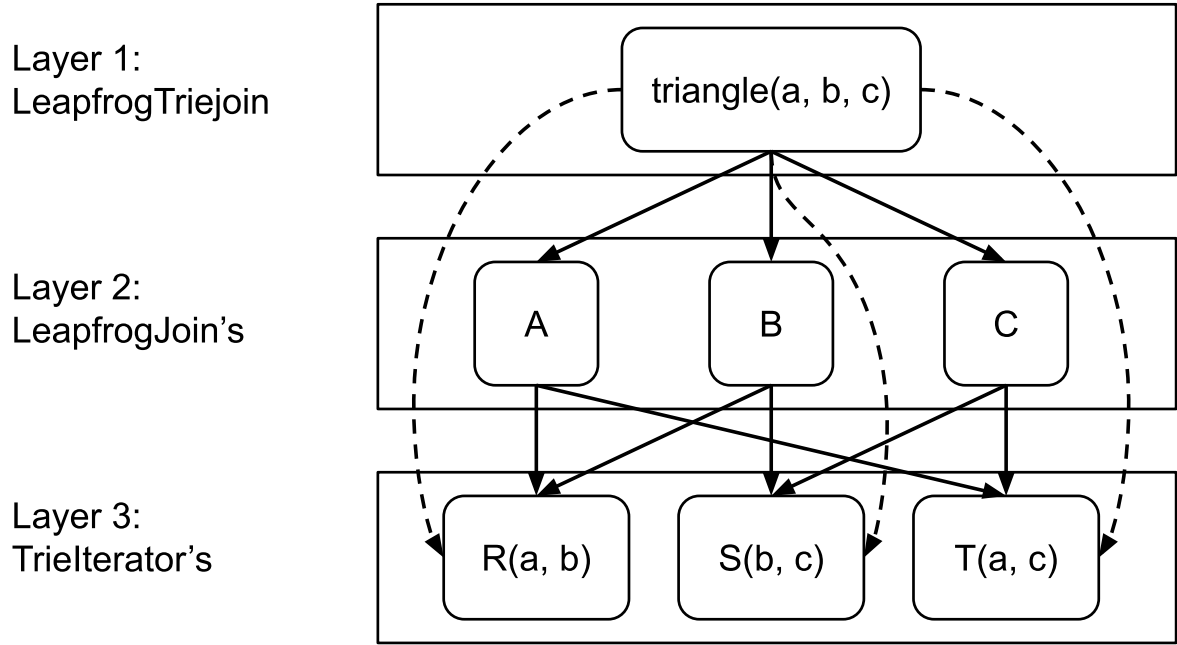 Layer 1:
LeapfrogTriejoin
triangle(a, b, c)
Layer 2:
LeapfrogJoin’s
A
B
C
Layer 3:
TrieIterator’s
R(a, b)
S(b, c)
T(a, c)